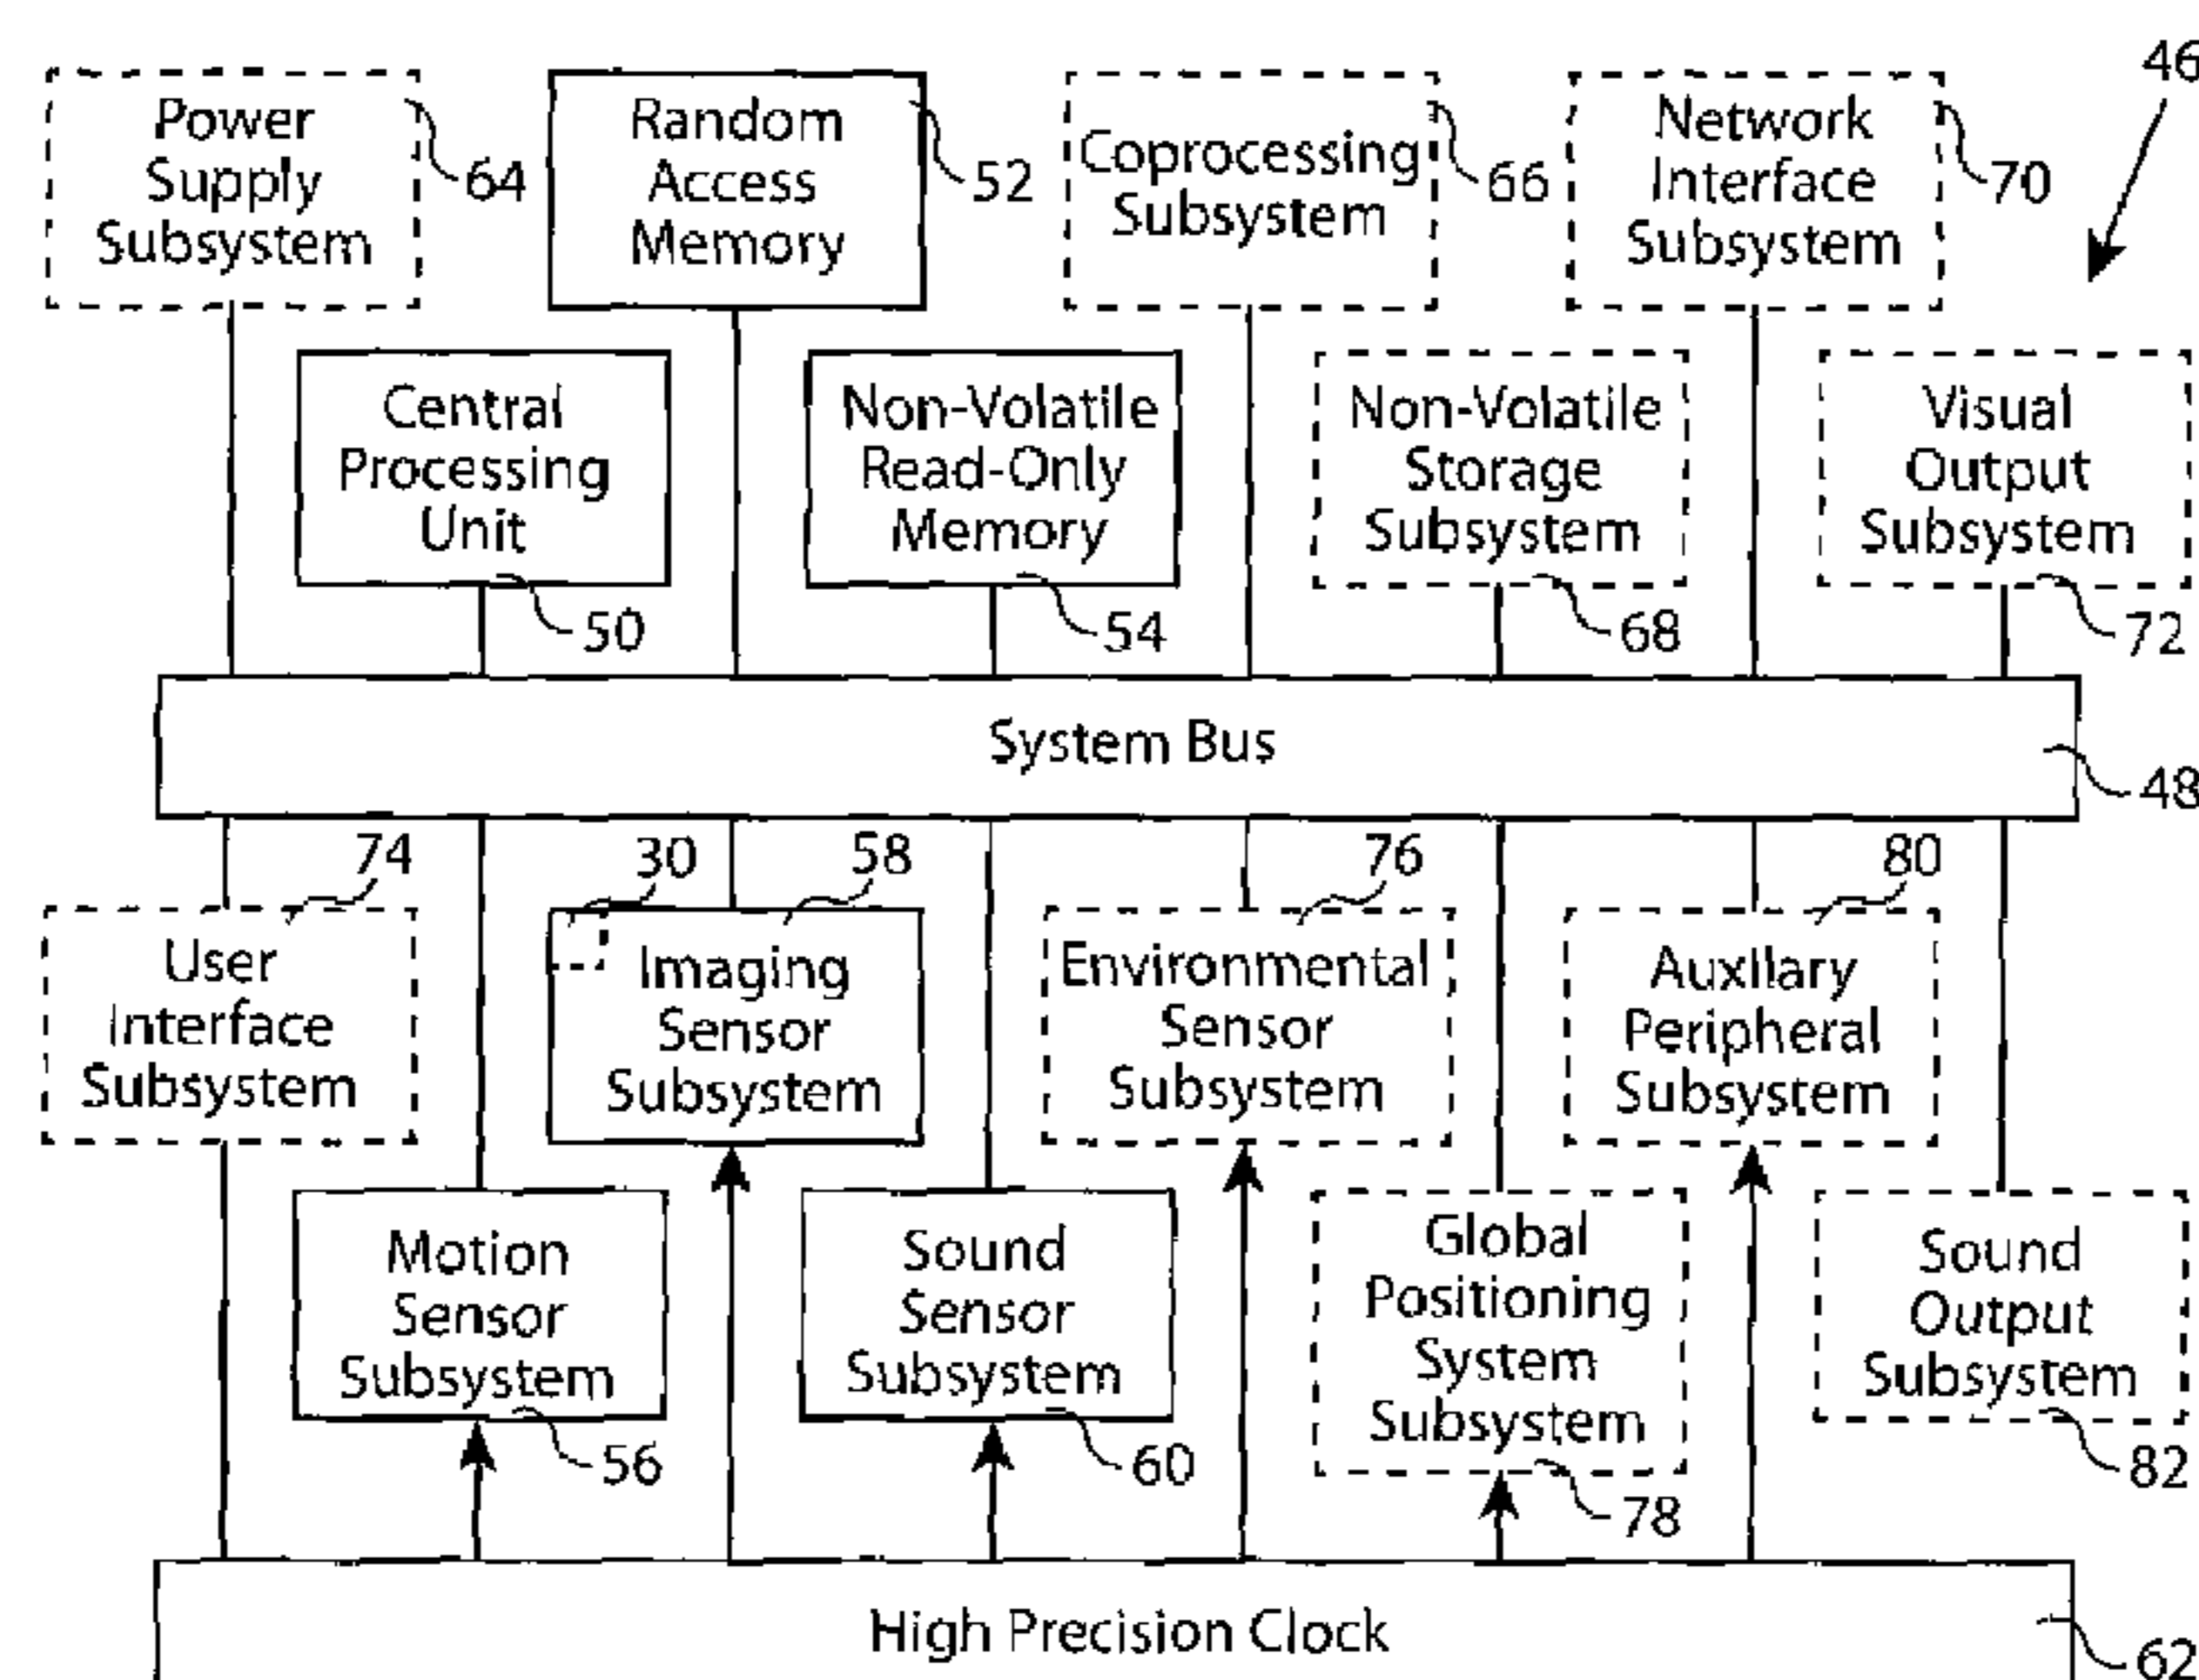 46
Power
Supply
Subsystem
64
Random
Access
Memory
52
Coprocessing
Subsystem
66
Network
Interface
Subsystem
70
Central
Processing
Unit
50
Non-Volatile
Read-Only
Memory
54
Non-Volatile
Storage
Subsystem
68
Visual
Output
Subsystem
72
System Bus
48
74
User
Interface
Subsystem
30
58
Imaging
Sensor
Subsystem
76
Environmental
Sensor
Subsystem
80
Auxilary
Peripheral
Subsystem
Motion
Sensor
Subsystem
56
Sound
Sensor
Subsystem
60
Global
Positioning
System
Subsystem
78
Sound
Output
Subsystem
82
High Precision Clock
62